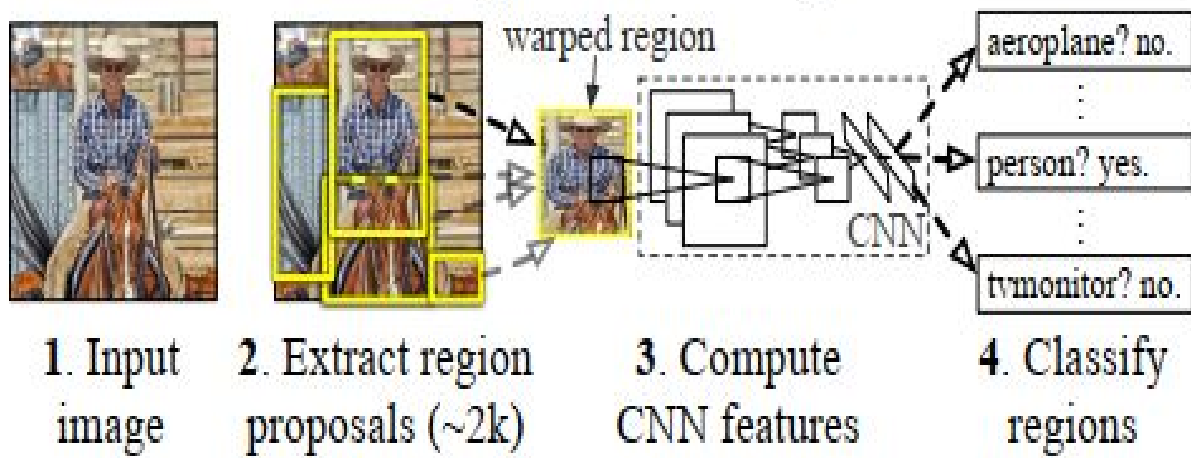 warped region
aeroplane? no.
person? yes.
CNN
tvmonitor? no.
1. Input
image
2. Extract region
proposals (~2k)
3. Compute
CNN features
4. Classify
regions